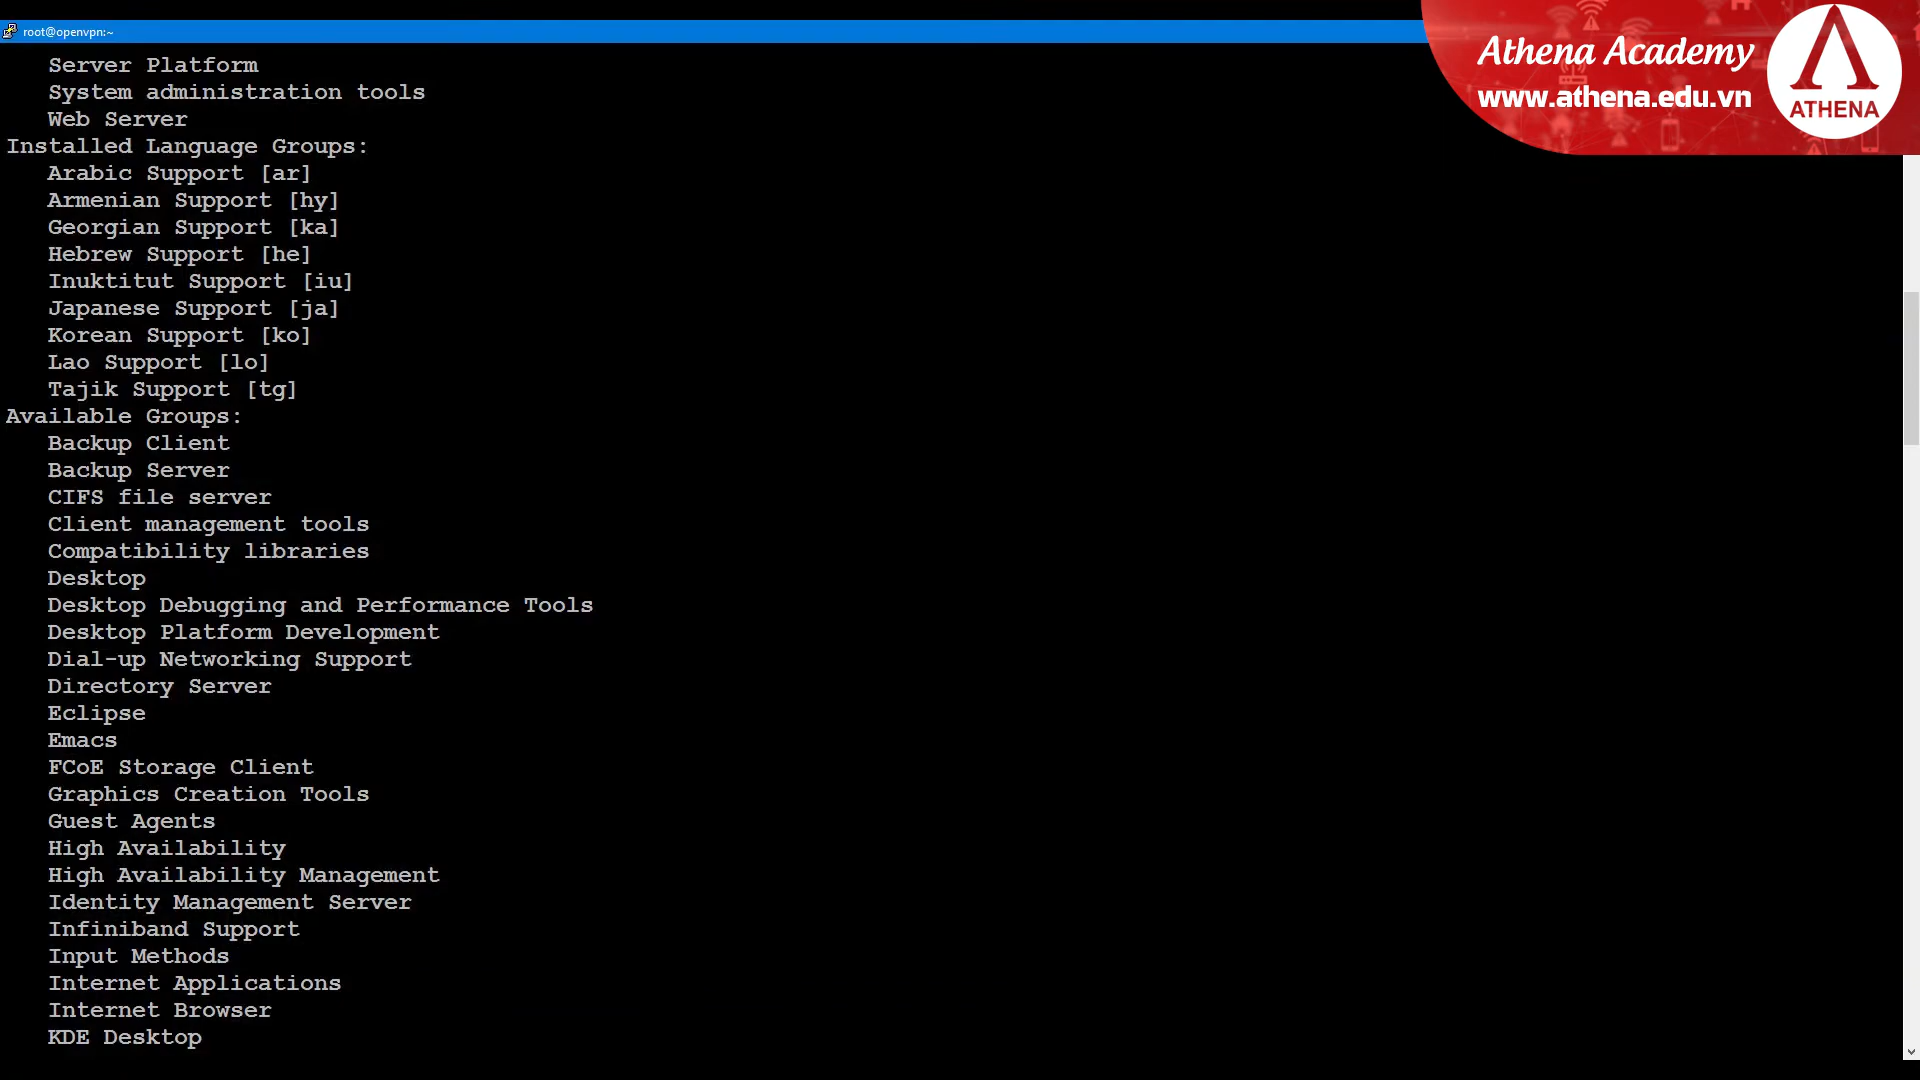 root@openvpn:~
Athena Academy
www.athena.edu.vn
ATHENA
Server Platform
System administration tools
Web Server
Installed Language Groups:
Arabic Support [ar]
Armenian Support [hy]
Georgian Support [ka]
Hebrew Support [he]
Inuktitut Support [iu]
Japanese Support [ja]
Korean Support [ko]
Lao Support [lo]
Tajik Support [tg]
Available Groups:
Backup Client
Backup Server
CIFS file server
Client management tools
Compatibility libraries
Desktop
Desktop Debugging and Performance Tools
Desktop Platform Development
Dial-up Networking Support
Directory Server
Eclipse
Emacs
FCoE Storage Client
Graphics Creation Tools
Guest Agents
High Availability
High Availability Management
Identity Management Server
Infiniband Support
Input Methods
Internet Applications
Internet Browser
KDE Desktop